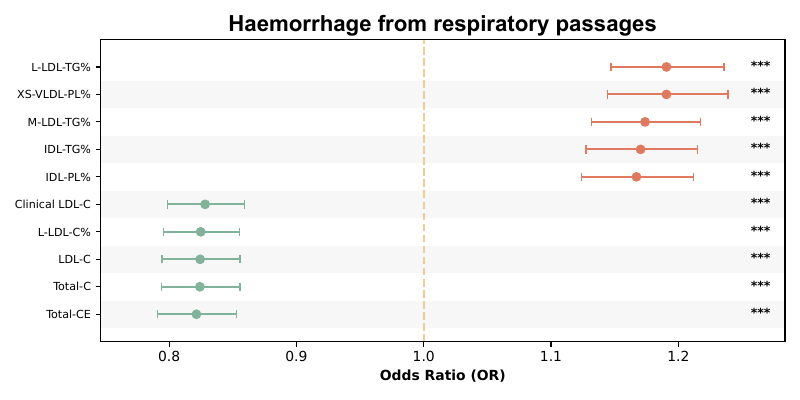 Haemorrhage from respiratory passages
L-LDL-TG% ***
XS-VLDL-PL% ***
M-LDL-TG% ***
IDL-TG% ***
IDL-PL% ***
Clinical LDL-C ***
L-LDL-C% ***
LDL-C ***
Total-C ***
Total-CE ***
0.8 0.9 1.0 1.1 1.2
Odds Ratio (OR)